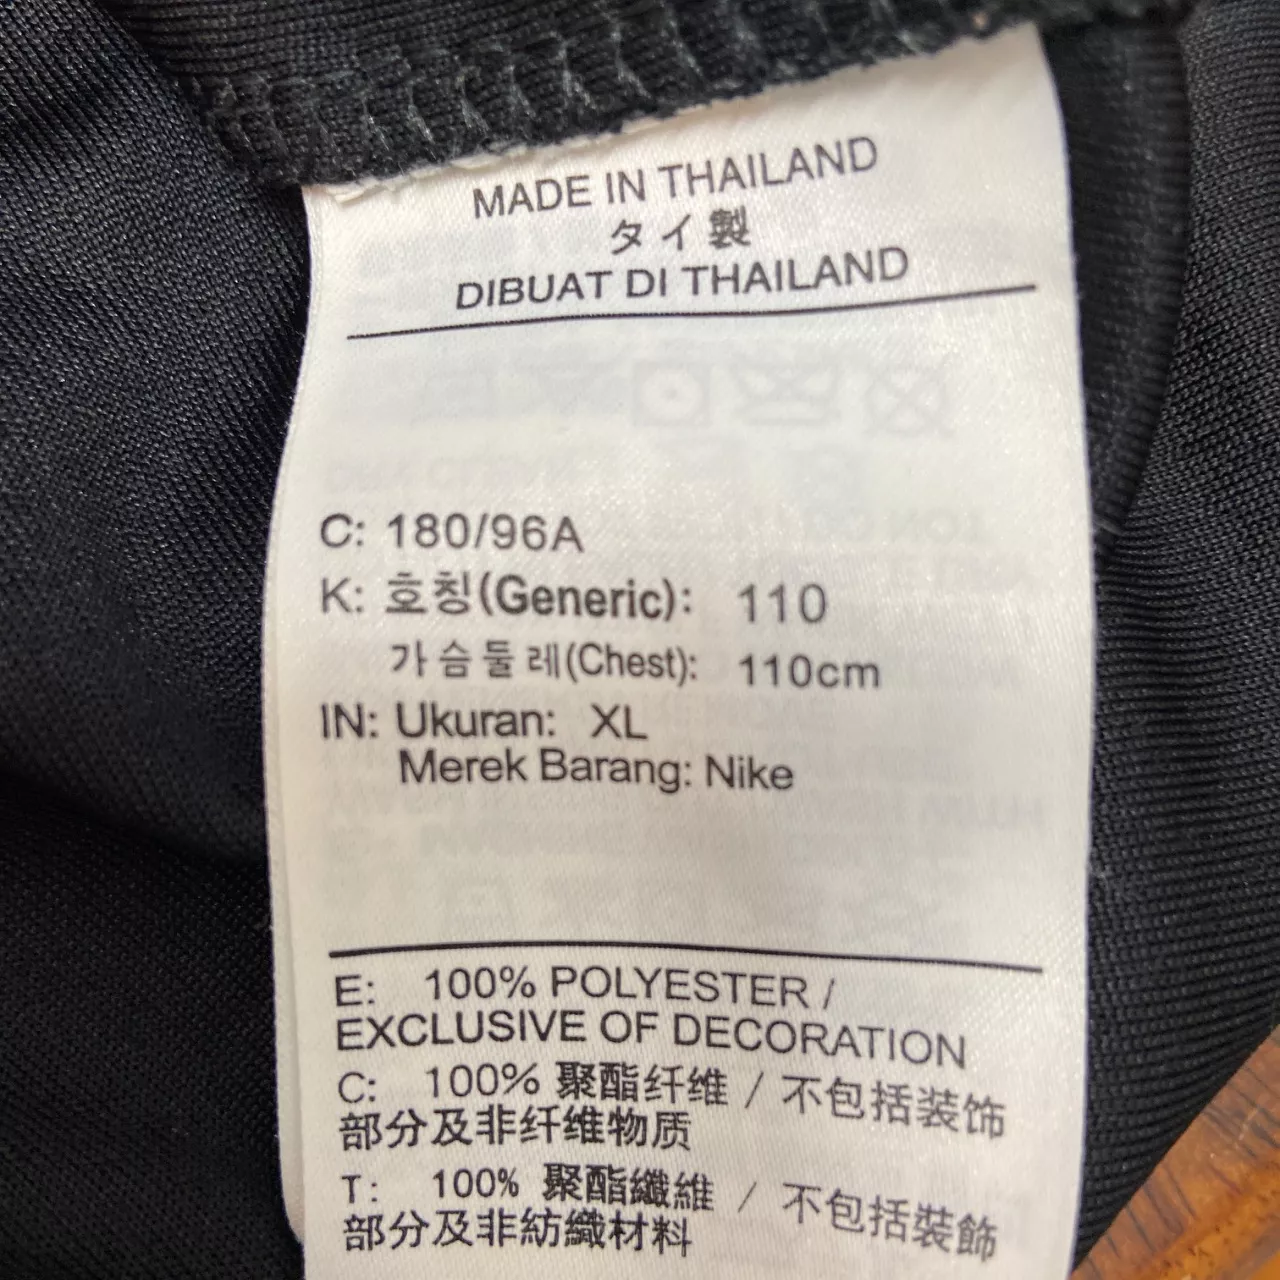 MADE IN THAILAND
タイ製
DIBUAT DI THAILAND
C: 180/96A
K: 호칭(Generic): 110
가슴둘레(Chest): 110cm
IN: Ukuran: XL
Merek Barang: Nike
E: 100% POLYESTER /
EXCLUSIVE OF DECORATION
C: 100% 聚酯纤维 / 不包括装饰
部分及非纤维物质
T: 100% 聚酯纖維 / 不包括裝飾
部分及非紡織材料